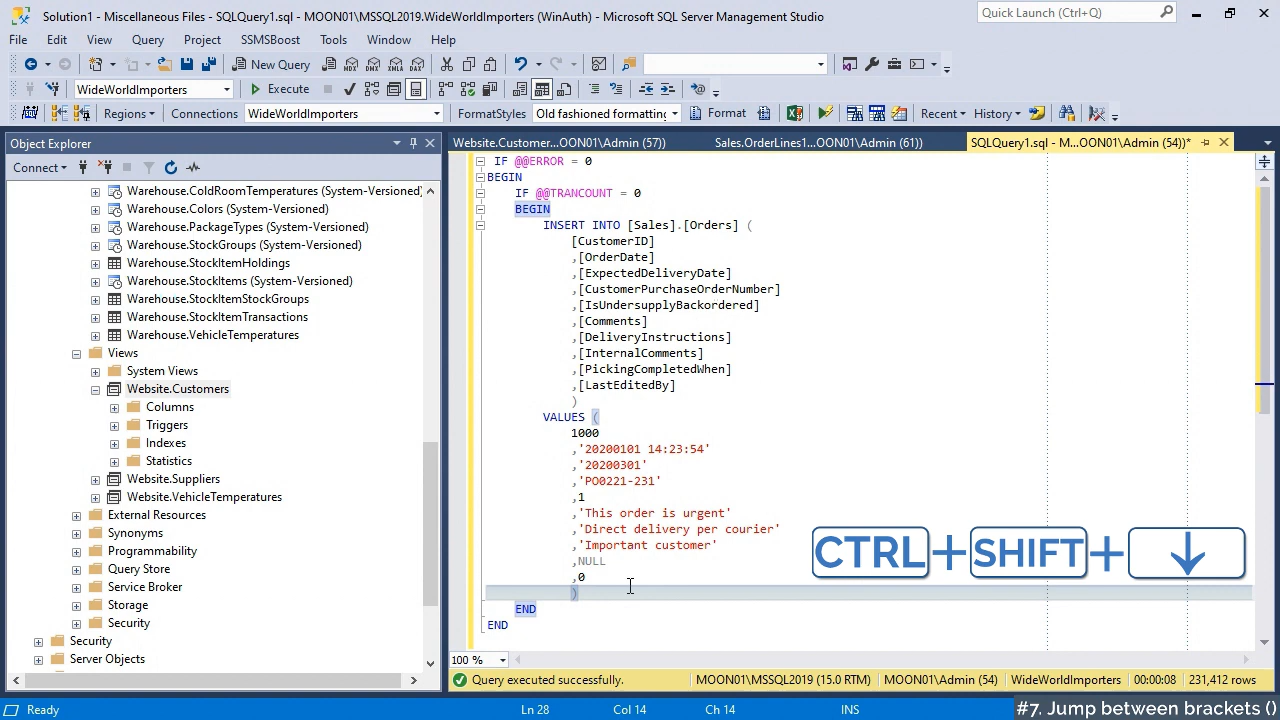 Solution1 - Miscellaneous Files - SQLQuery1.sql - MOON01\MSSQL2019.WideWorldImporters (WinAuth) - Microsoft SQL Server Management Studio
Quick Launch (Ctrl+Q)
File Edit View Query Project SSMSBoost Tools Window Help
New Query MDX DMX XMLA DAX
WideWorldImporters Execute
Regions Connections WideWorldImporters FormatStyles Old fashioned formatting Format Recent History
Object Explorer
Website.Customer...OON01\Admin (57)) Sales.OrderLines1...OON01\Admin (61)) SQLQuery1.sql - M...OON01\Admin (54))*
Connect
Warehouse.ColdRoomTemperatures (System-Versioned)
Warehouse.Colors (System-Versioned)
Warehouse.PackageTypes (System-Versioned)
Warehouse.StockGroups (System-Versioned)
Warehouse.StockItemHoldings
Warehouse.StockItems (System-Versioned)
Warehouse.StockItemStockGroups
Warehouse.StockItemTransactions
Warehouse.VehicleTemperatures
Views
System Views
Website.Customers
Columns
Triggers
Indexes
Statistics
Website.Suppliers
Website.VehicleTemperatures
External Resources
Synonyms
Programmability
Query Store
Service Broker
Storage
Security
Security
Server Objects
IF @@ERROR = 0
BEGIN
IF @@TRANCOUNT = 0
BEGIN
INSERT INTO [Sales].[Orders] (
[CustomerID]
,[OrderDate]
,[ExpectedDeliveryDate]
,[CustomerPurchaseOrderNumber]
,[IsUndersupplyBackordered]
,[Comments]
,[DeliveryInstructions]
,[InternalComments]
,[PickingCompletedWhen]
,[LastEditedBy]
)
VALUES (
1000
,'20200101 14:23:54'
,'20200301'
,'PO0221-231'
,1
,'This order is urgent'
,'Direct delivery per courier'
,'Important customer'
,NULL
,0
)
END
END
CTRL+SHIFT+↓
100 %
Query executed successfully. MOON01\MSSQL2019 (15.0 RTM) MOON01\Admin (54) WideWorldImporters 00:00:08 231,412 rows
Ready Ln 28 Col 14 Ch 14 INS
#7. Jump between brackets ()